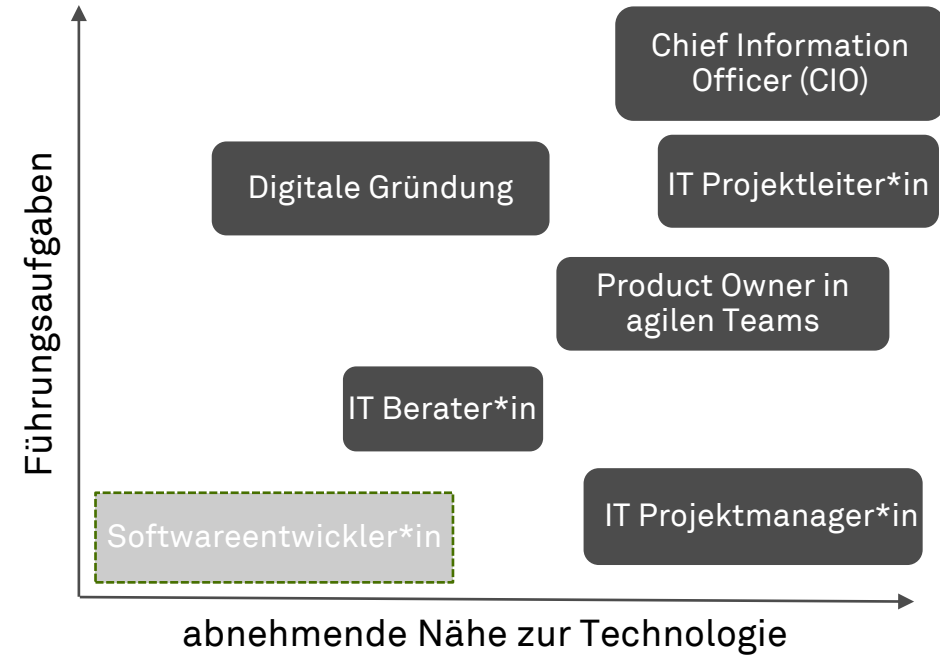 Führungsaufgaben
Chief Information
Officer (CIO)
Digitale Gründung
IT Projektleiter*in
Product Owner in
agilen Teams
IT Berater*in
Softwareentwickler*in
IT Projektmanager*in
abnehmende Nähe zur Technologie